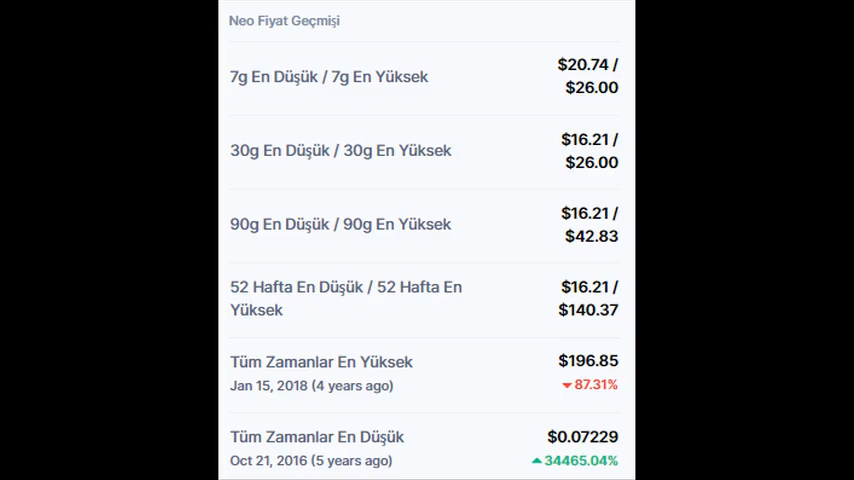 Neo Fiyat Geçmişi
7g En Düşük / 7g En Yüksek
$20.74 /
$26.00
30g En Düşük / 30g En Yüksek
$16.21 /
$26.00
90g En Düşük / 90g En Yüksek
$16.21 /
$42.83
52 Hafta En Düşük / 52 Hafta En
Yüksek
$16.21 /
$140.37
Tüm Zamanlar En Yüksek
$196.85
Jan 15, 2018 (4 years ago)
87.31%
Tüm Zamanlar En Düşük
$0.07229
Oct 21, 2016 (5 years ago)
34465.04%